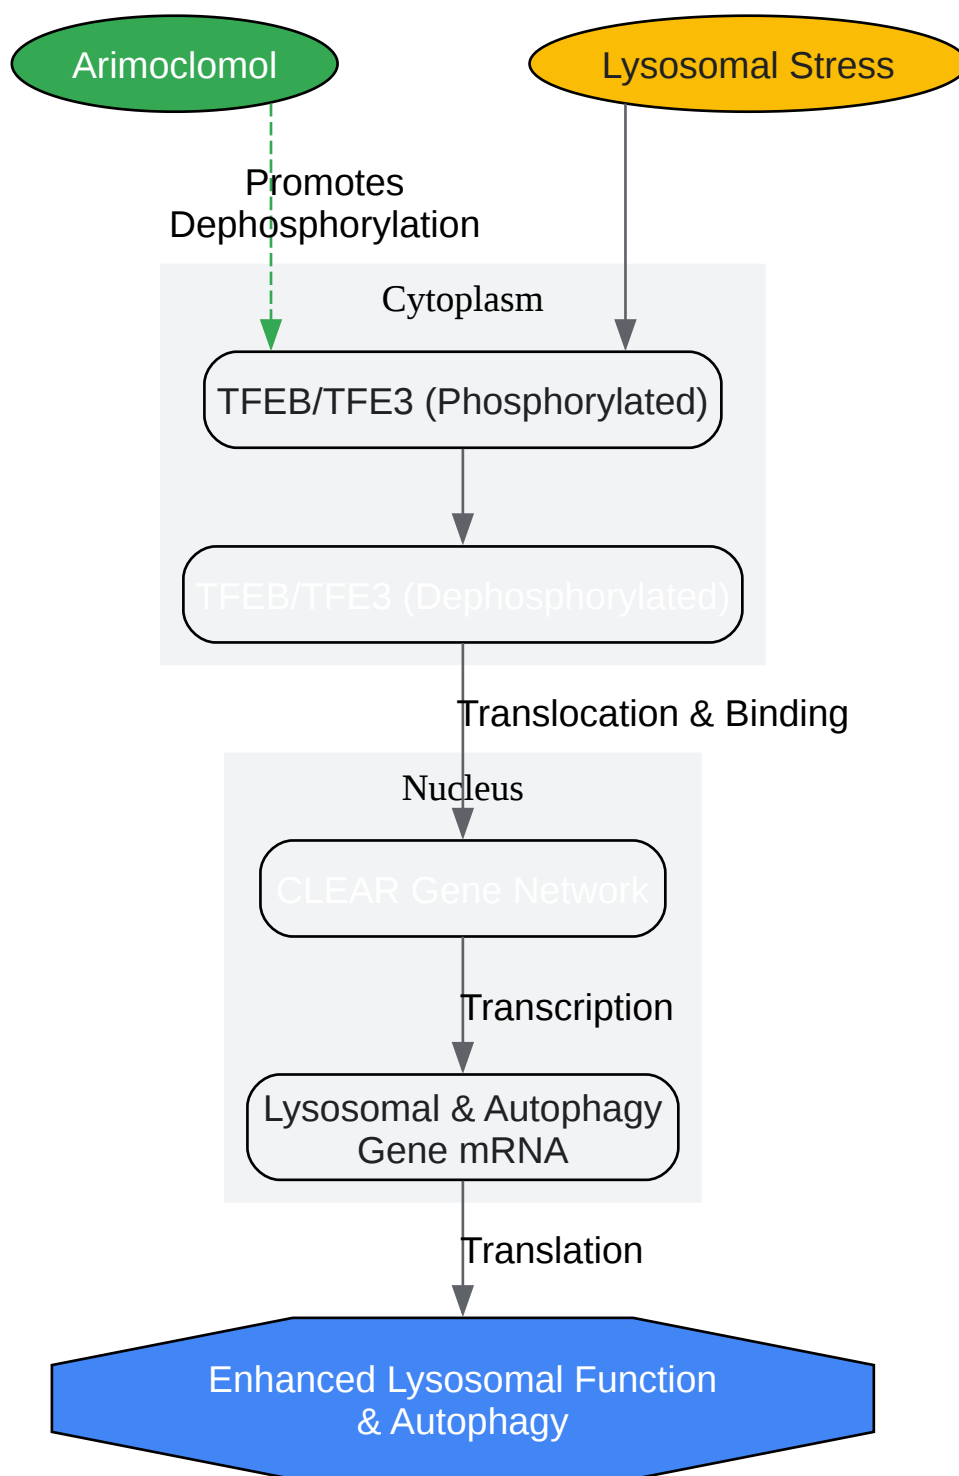 Arimoclomol
Lysosomal Stress
Promotes
Dephosphorylation
Cytoplasm
TFEB/TFE3 (Phosphorylated)
TFEB/TFE3 (Dephosphorylated)
Translocation & Binding
Nucleus
CLEAR Gene Network
Transcription
Lysosomal & Autophagy
Gene mRNA
Translation
Enhanced Lysosomal Function
& Autophagy